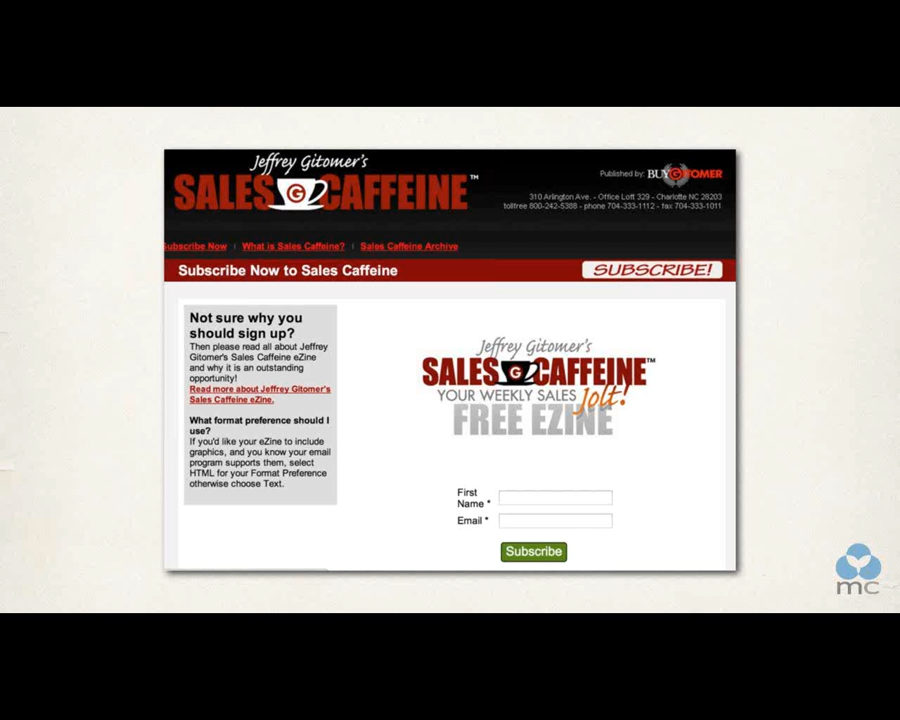 Jeffrey Gitomer's
SALES G CAFFEINE™
Published by: BUYGITOMER
310 Arlington Ave. - Office Loft 329 - Charlotte NC 28203
tollfree 800-242-5388 - phone 704-333-1112 - fax 704-333-1011
Subscribe Now | What is Sales Caffeine? | Sales Caffeine Archive
Subscribe Now to Sales Caffeine
SUBSCRIBE!
Not sure why you
should sign up?
Then please read all about Jeffrey
Gitomer's Sales Caffeine eZine
and why it is an outstanding
opportunity!
Read more about Jeffrey Gitomer's
Sales Caffeine eZine.
What format preference should I
use?
If you'd like your eZine to include
graphics, and you know your email
program supports them, select
HTML for your Format Preference
otherwise choose Text.
Jeffrey Gitomer's
SALES G CAFFEINE™
YOUR WEEKLY SALES Jolt!
FREE EZINE
First
Name *
Email *
Subscribe
mc